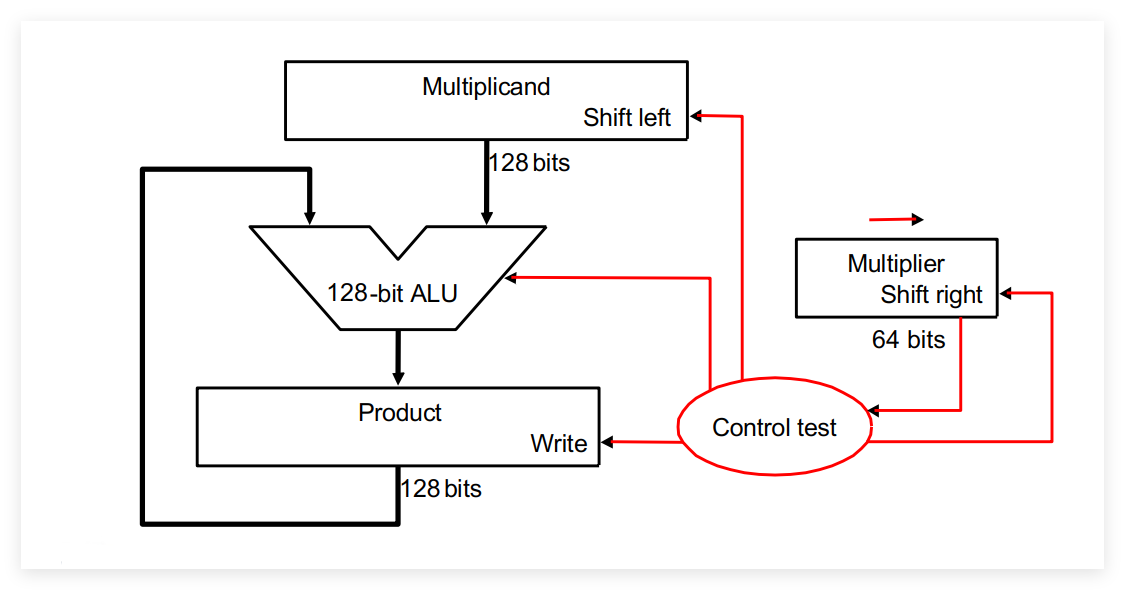 Multiplicand
Shift left
128 bits
Multiplier
Shift right
128-bit ALU
64 bits
Product
Control test
Write
128 bits